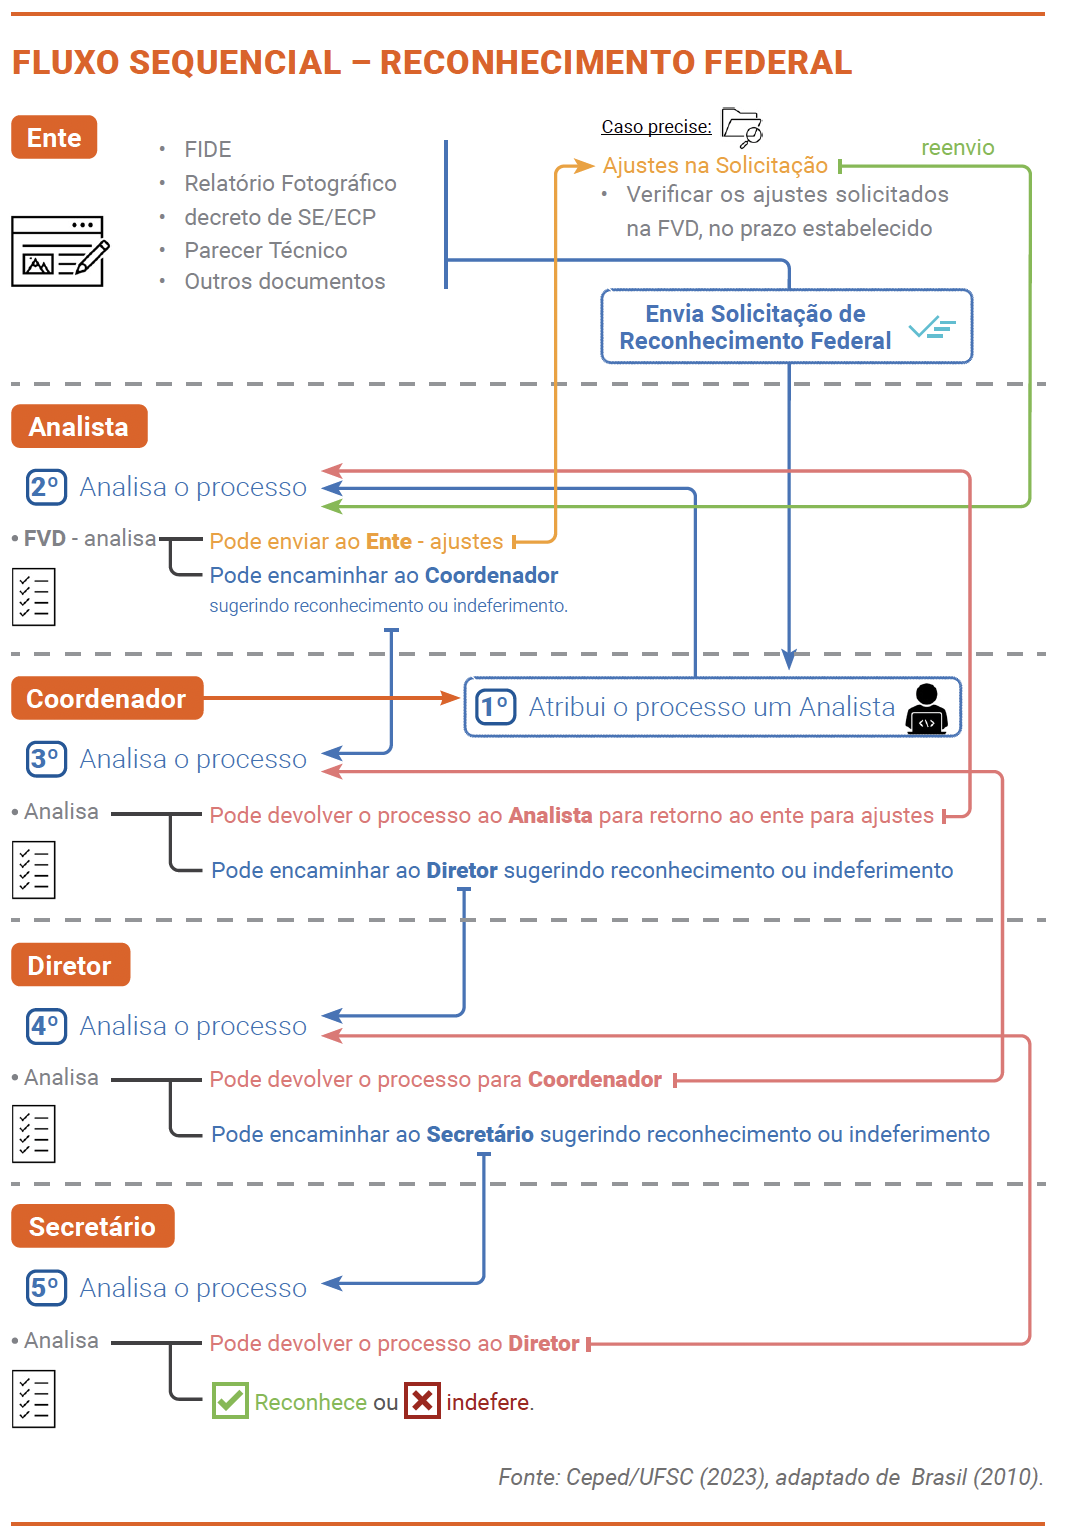 FLUXO SEQUENCIAL – RECONHECIMENTO FEDERAL
Ente
• FIDE
• Relatório Fotográfico
• decreto de SE/ECP
• Parecer Técnico
• Outros documentos
Caso precise:
Ajustes na Solicitação
reenvio
• Verificar os ajustes solicitados
na FVD, no prazo estabelecido
Envia Solicitação de
Reconhecimento Federal
Analista
2º Analisa o processo
• FVD - analisa
Pode enviar ao Ente - ajustes
Pode encaminhar ao Coordenador
sugerindo reconhecimento ou indeferimento.
Coordenador
1º Atribui o processo um Analista
3º Analisa o processo
• Analisa
Pode devolver o processo ao Analista para retorno ao ente para ajustes
Pode encaminhar ao Diretor sugerindo reconhecimento ou indeferimento
Diretor
4º Analisa o processo
• Analisa
Pode devolver o processo para Coordenador
Pode encaminhar ao Secretário sugerindo reconhecimento ou indeferimento
Secretário
5º Analisa o processo
• Analisa
Pode devolver o processo ao Diretor
Reconhece ou indefere.
Fonte: Ceped/UFSC (2023), adaptado de Brasil (2010).